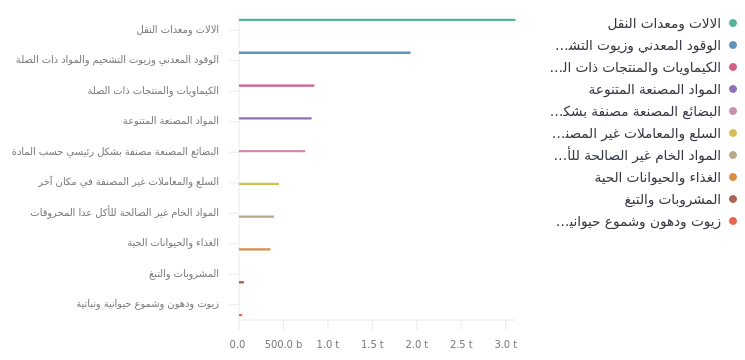 الالات ومعدات النقل
الوقود المعدني وزيوت التشحيم والمواد ذات الصلة
الكيماويات والمنتجات ذات الصلة
المواد المصنعة المتنوعة
البضائع المصنعة مصنفة بشكل رئيسي حسب المادة
السلع والمعاملات غير المصنفة في مكان آخر
المواد الخام غير الصالحة للأكل عدا المحروقات
الغذاء والحيوانات الحية
المشروبات والتبغ
زيوت ودهون وشموع حيوانية ونباتية
0.0 500.0 b 1.0 t 1.5 t 2.0 t 2.5 t 3.0 t
الالات ومعدات النقل
الوقود المعدني وزيوت التش...
الكيماويات والمنتجات ذات ال...
المواد المصنعة المتنوعة
البضائع المصنعة مصنفة بشك...
السلع والمعاملات غير المصن...
المواد الخام غير الصالحة للأ...
الغذاء والحيوانات الحية
المشروبات والتبغ
زيوت ودهون وشموع حيواني...